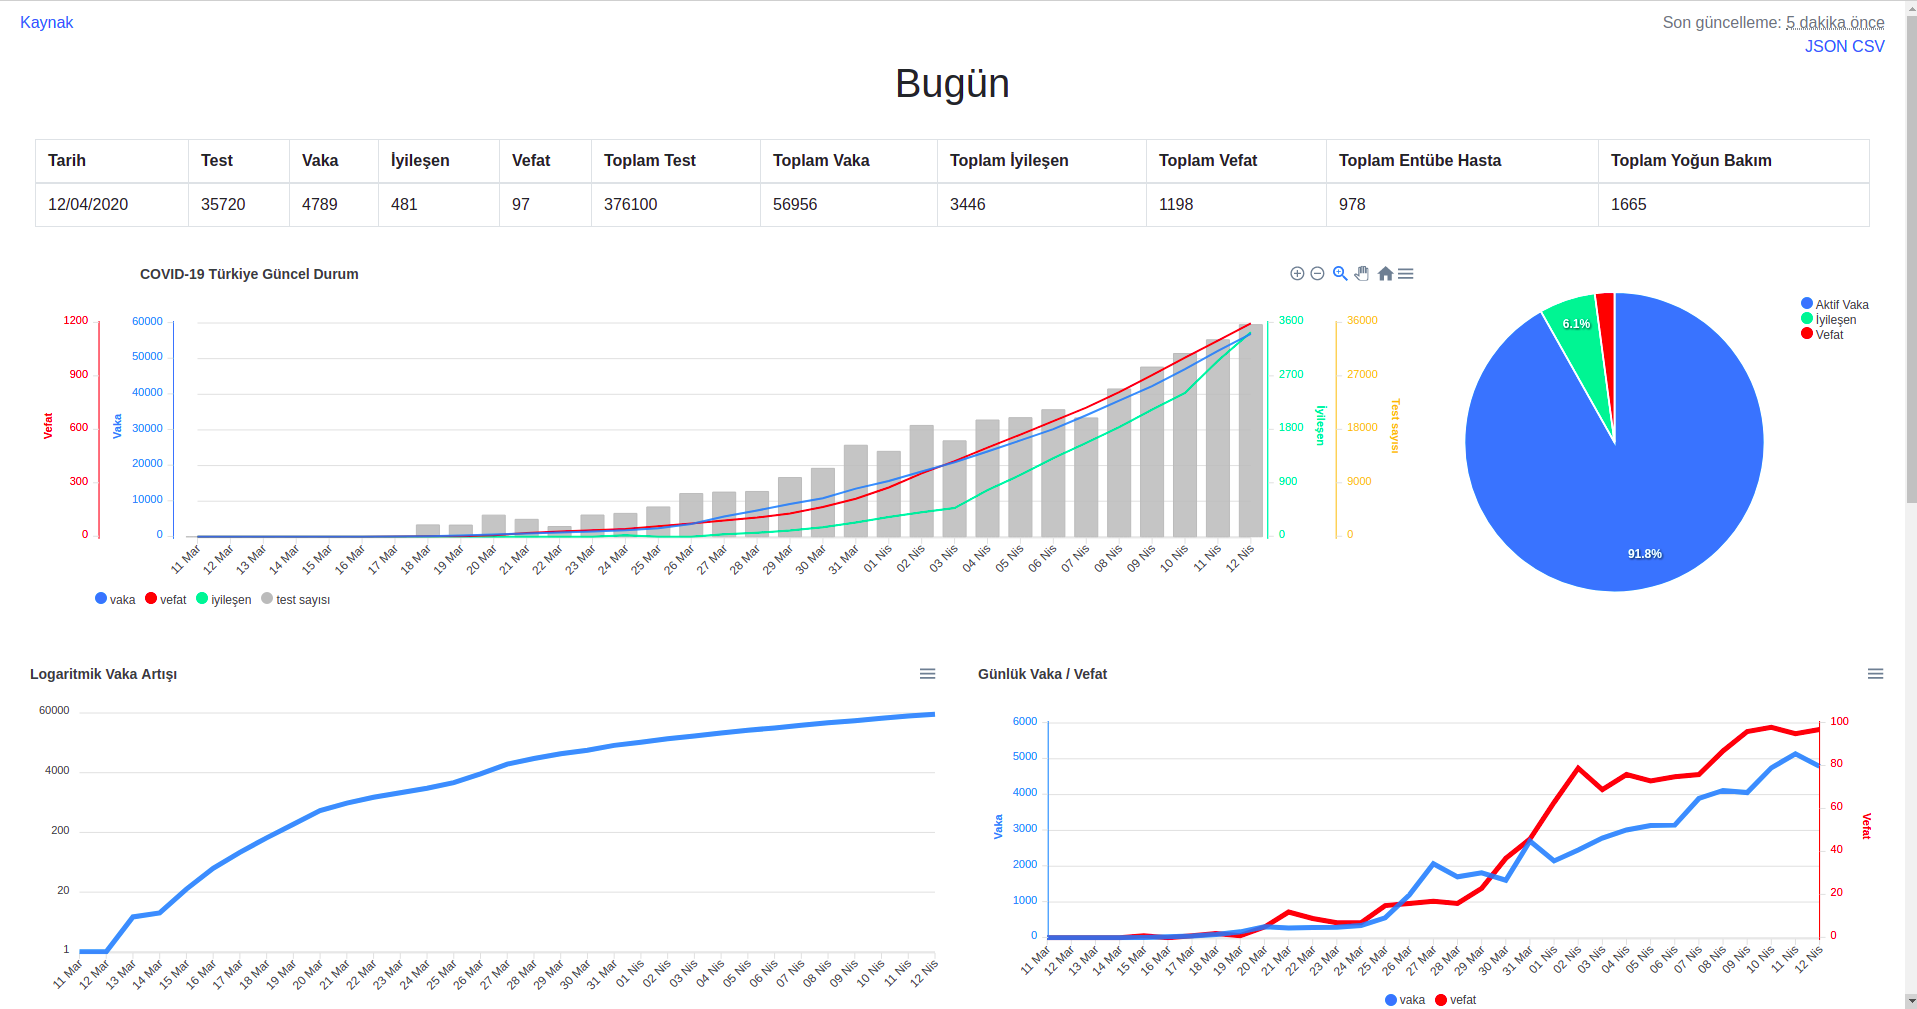 Kaynak
Son güncelleme: 5 dakika önce
JSON CSV
Bugün
Tarih Test Vaka İyileşen Vefat Toplam Test Toplam Vaka Toplam İyileşen Toplam Vefat Toplam Entübe Hasta Toplam Yoğun Bakım
12/04/2020 35720 4789 481 97 376100 56956 3446 1198 978 1665
COVID-19 Türkiye Güncel Durum
1200 60000 3600 36000
50000
900 2700 27000
40000
600 30000 1800 18000
20000
300 10000 900 9000
0 0 0 0
Vefat
Vaka
İyileşen
Test sayısı
11 Mar 12 Mar 13 Mar 14 Mar 15 Mar 16 Mar 17 Mar 18 Mar 19 Mar 20 Mar 21 Mar 22 Mar 23 Mar 24 Mar 25 Mar 26 Mar 27 Mar 28 Mar 29 Mar 30 Mar 31 Mar 01 Nis 02 Nis 03 Nis 04 Nis 05 Nis 06 Nis 07 Nis 08 Nis 09 Nis 10 Nis 11 Nis 12 Nis
vaka vefat iyileşen test sayısı
Aktif Vaka
İyileşen
Vefat
6.1%
91.8%
Logaritmik Vaka Artışı
60000
4000
200
20
1
11 Mar 12 Mar 13 Mar 14 Mar 15 Mar 16 Mar 17 Mar 18 Mar 19 Mar 20 Mar 21 Mar 22 Mar 23 Mar 24 Mar 25 Mar 26 Mar 27 Mar 28 Mar 29 Mar 30 Mar 31 Mar 01 Nis 02 Nis 03 Nis 04 Nis 05 Nis 06 Nis 07 Nis 08 Nis 09 Nis 10 Nis 11 Nis 12 Nis
Günlük Vaka / Vefat
6000 100
5000
80
4000
60
3000
40
2000
20
1000
0 0
Vaka
Vefat
11 Mar 12 Mar 13 Mar 14 Mar 15 Mar 16 Mar 17 Mar 18 Mar 19 Mar 20 Mar 21 Mar 22 Mar 23 Mar 24 Mar 25 Mar 26 Mar 27 Mar 28 Mar 29 Mar 30 Mar 31 Mar 01 Nis 02 Nis 03 Nis 04 Nis 05 Nis 06 Nis 07 Nis 08 Nis 09 Nis 10 Nis 11 Nis 12 Nis
vaka vefat